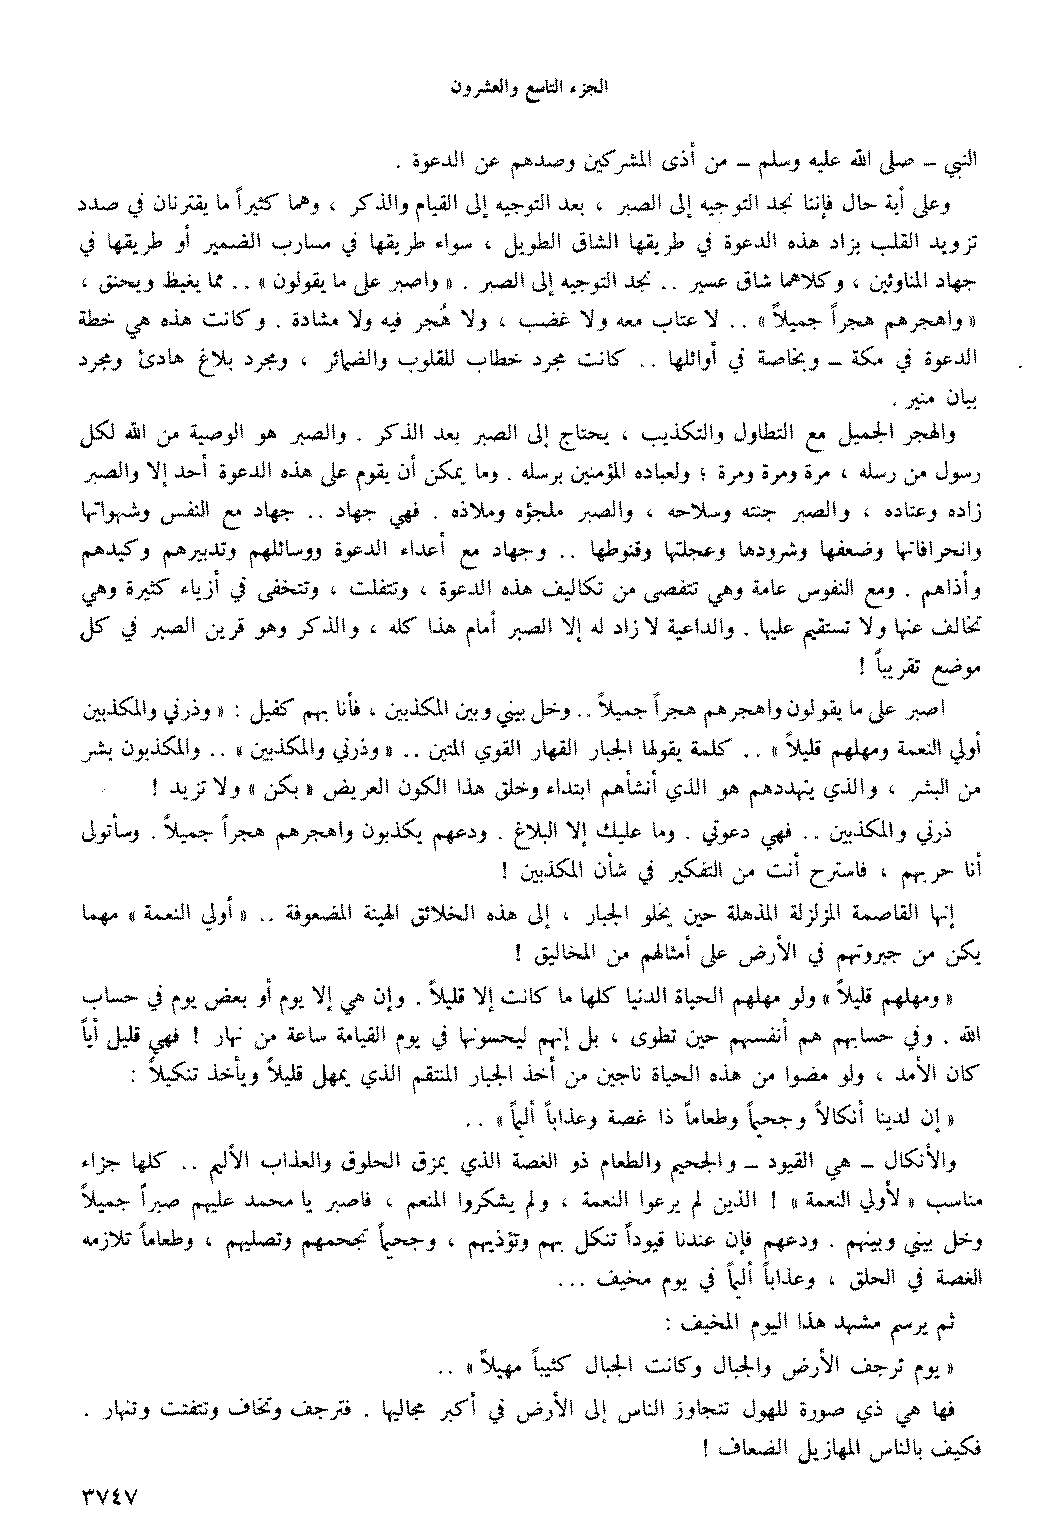 الجزء التاسع والعشرون
النبي – صلى الله عليه وسلم – من أذى المشركين وصدهم عن الدعوة .
وعلى أية حال فإننا نجد التوجيه إلى الصبر ، بعد التوجيه إلى القيام والذكر ، وهما كثيراً ما يقترنان في صدد
تزويد القلب بزاد هذه الدعوة في طريقها الشاق الطويل ، سواء طريقها في مسارب الضمير أو طريقها في
جهاد المناوئين ، وكلاهما شاق عسير .. نجد التوجيه إلى الصبر . « واصبر على ما يقولون » .. مما يغيظ ويحنق ،
« واهجرهم هجراً جميلاً » .. لا عتاب معه ولا غضب ، ولا هُجر فيه ولا مشادة . وكانت هذه هي خطة
الدعوة في مكة – وبخاصة في أوائلها .. كانت مجرد خطاب للقلوب والضمائر ، ومجرد بلاغ هادئ ومجرد
بيان منير .
والهجر الجميل مع التطاول والتكذيب ، يحتاج إلى الصبر بعد الذكر . والصبر هو الوصية من الله لكل
رسول من رسله ، مرة ومرة ومرة ؛ ولعباده المؤمنين برسله . وما يمكن أن يقوم على هذه الدعوة أحد إلا والصبر
زاده وعتاده ، والصبر جنته وسلاحه ، والصبر ملجؤه وملاذه . فهي جهاد .. جهاد مع النفس وشهواتها
وانحرافاتها وضعفها وشرودها وعجلتها وقنوطها .. وجهاد مع أعداء الدعوة ووسائلهم وتدبيرهم وكيدهم
وأذاهم . ومع النفوس عامة وهي تتفصى من تكاليف هذه الدعوة ، وتتفلت ، وتتخفى في أزياء كثيرة وهي
تخالف عنها ولا تستقيم عليها . والداعية لا زاد له إلا الصبر أمام هذا كله ، والذكر وهو قرين الصبر في كل
موضع تقريباً !
اصبر على ما يقولون واهجرهم هجراً جميلاً .. وخل بيني وبين المكذبين ، فأنا بهم كفيل : « وذرني والمكذبين
أولي النعمة ومهلهم قليلاً » .. كلمة يقولها الجبار القهار القوي المتين .. « وذرني والمكذبين » .. والمكذبون بشر
من البشر ، والذي يتهددهم هو الذي أنشأهم ابتداء وخلق هذا الكون العريض « بكن » ولا تزيد !
ذرني والمكذبين .. فهي دعوتي . وما عليك إلا البلاغ . ودعهم يكذبون واهجرهم هجراً جميلاً . وسأتولى
أنا حربهم ، فاسترح أنت من التفكير في شأن المكذبين !
إنها القاصمة المزلزلة المذهلة حين يخلو الجبار ، إلى هذه الخلائق الهينة المضعوفة .. « أولي النعمة » مهما
يكن من جبروتهم في الأرض على أمثالهم من المخاليق !
« ومهلهم قليلاً » ولو مهلهم الحياة الدنيا كلها ما كانت إلا قليلاً . وإن هي إلا يوم أو بعض يوم في حساب
الله . وفي حسابهم هم أنفسهم حين تطوى ، بل إنهم ليحسونها في يوم القيامة ساعة من نهار ! فهي قليل أياً
كان الأمد ، ولو مضوا من هذه الحياة ناجين من أخذ الجبار المنتقم الذي يمهل قليلاً ويأخذ تنكيلاً :
« إن لدينا أنكالاً وجحيماً وطعاماً ذا غصة وعذاباً أليماً » ..
والأنكال – هي القيود – والجحيم والطعام ذو الغصة الذي يمزق الحلوق والعذاب الأليم .. كلها جزاء
مناسب « لأولي النعمة » ! الذين لم يرعوا النعمة ، ولم يشكروا المنعم ، فاصبر يا محمد عليهم صبراً جميلاً
وخل بيني وبينهم . ودعهم فإن عندنا قيوداً تنكل بهم وتؤذيهم ، وجحيماً تجحمهم وتصليهم ، وطعاماً تلازمه
الغصة في الحلق ، وعذاباً أليماً في يوم مخيف ...
ثم يرسم مشهد هذا اليوم المخيف :
« يوم ترجف الأرض والجبال وكانت الجبال كثيباً مهيلاً » ..
فها هي ذي صورة للهول تتجاوز الناس إلى الأرض في أكبر مجاليها . فترجف وتخاف وتتفتت وتنهار .
فكيف بالناس المهازيل الضعاف !
٣٧٤٧